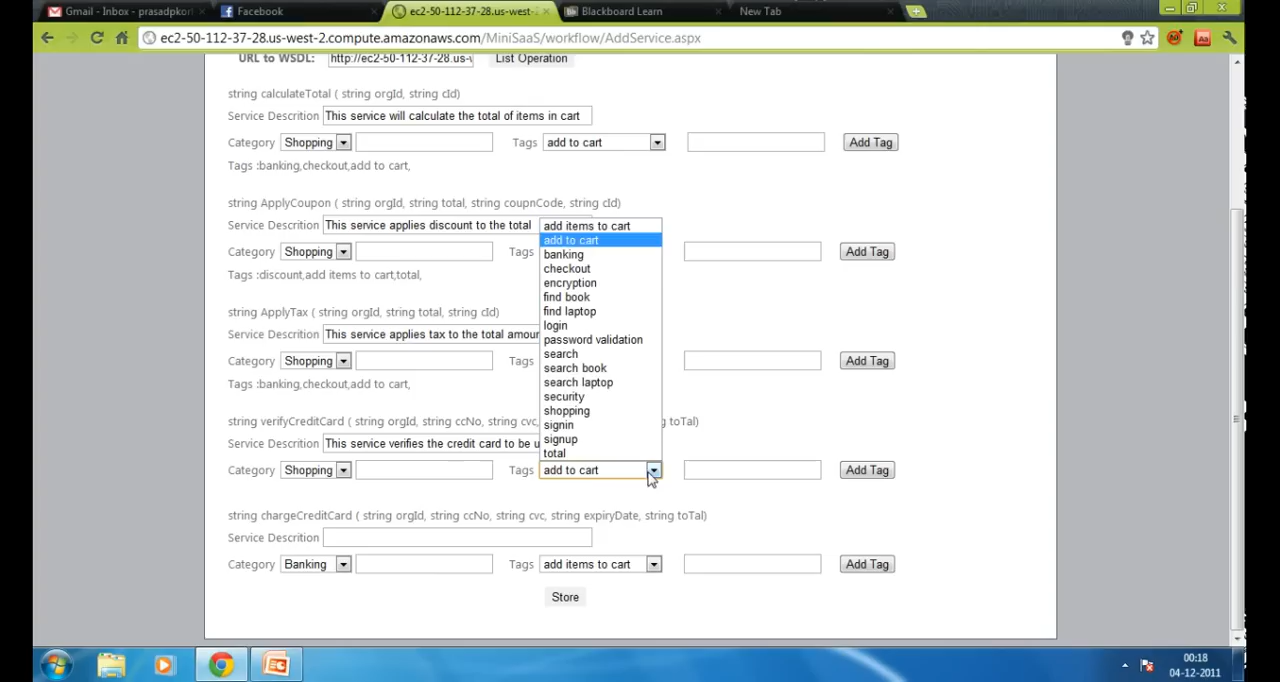 Gmail - Inbox - prasadpkor
Facebook
ec2-50-112-37-28.us-west-2
Blackboard Learn
New Tab
ec2-50-112-37-28.us-west-2.compute.amazonaws.com/MiniSaaS/workflow/AddService.aspx
URL to WSDL: http://ec2-50-112-37-28.us- List Operation
string calculateTotal ( string orgId, string cId)
Service Descrition This service will calculate the total of items in cart
Category Shopping Tags add to cart Add Tag
Tags :banking,checkout,add to cart,
string ApplyCoupon ( string orgId, string total, string coupnCode, string cId)
Service Descrition This service applies discount to the total
Category Shopping Tags Add Tag
Tags :discount,add items to cart,total,
string ApplyTax ( string orgId, string total, string cId)
Service Descrition This service applies tax to the total amoun
Category Shopping Tags Add Tag
Tags :banking,checkout,add to cart,
string verifyCreditCard ( string orgId, string ccNo, string cvc, toTal)
Service Descrition This service verifies the credit card to be u
add items to cart
add to cart
banking
checkout
encryption
find book
find laptop
login
password validation
search
search book
search laptop
security
shopping
signin
signup
total
Category Shopping Tags add to cart Add Tag
string chargeCreditCard ( string orgId, string ccNo, string cvc, string expiryDate, string toTal)
Service Descrition
Category Banking Tags add items to cart Add Tag
Store
00:18
04-12-2011